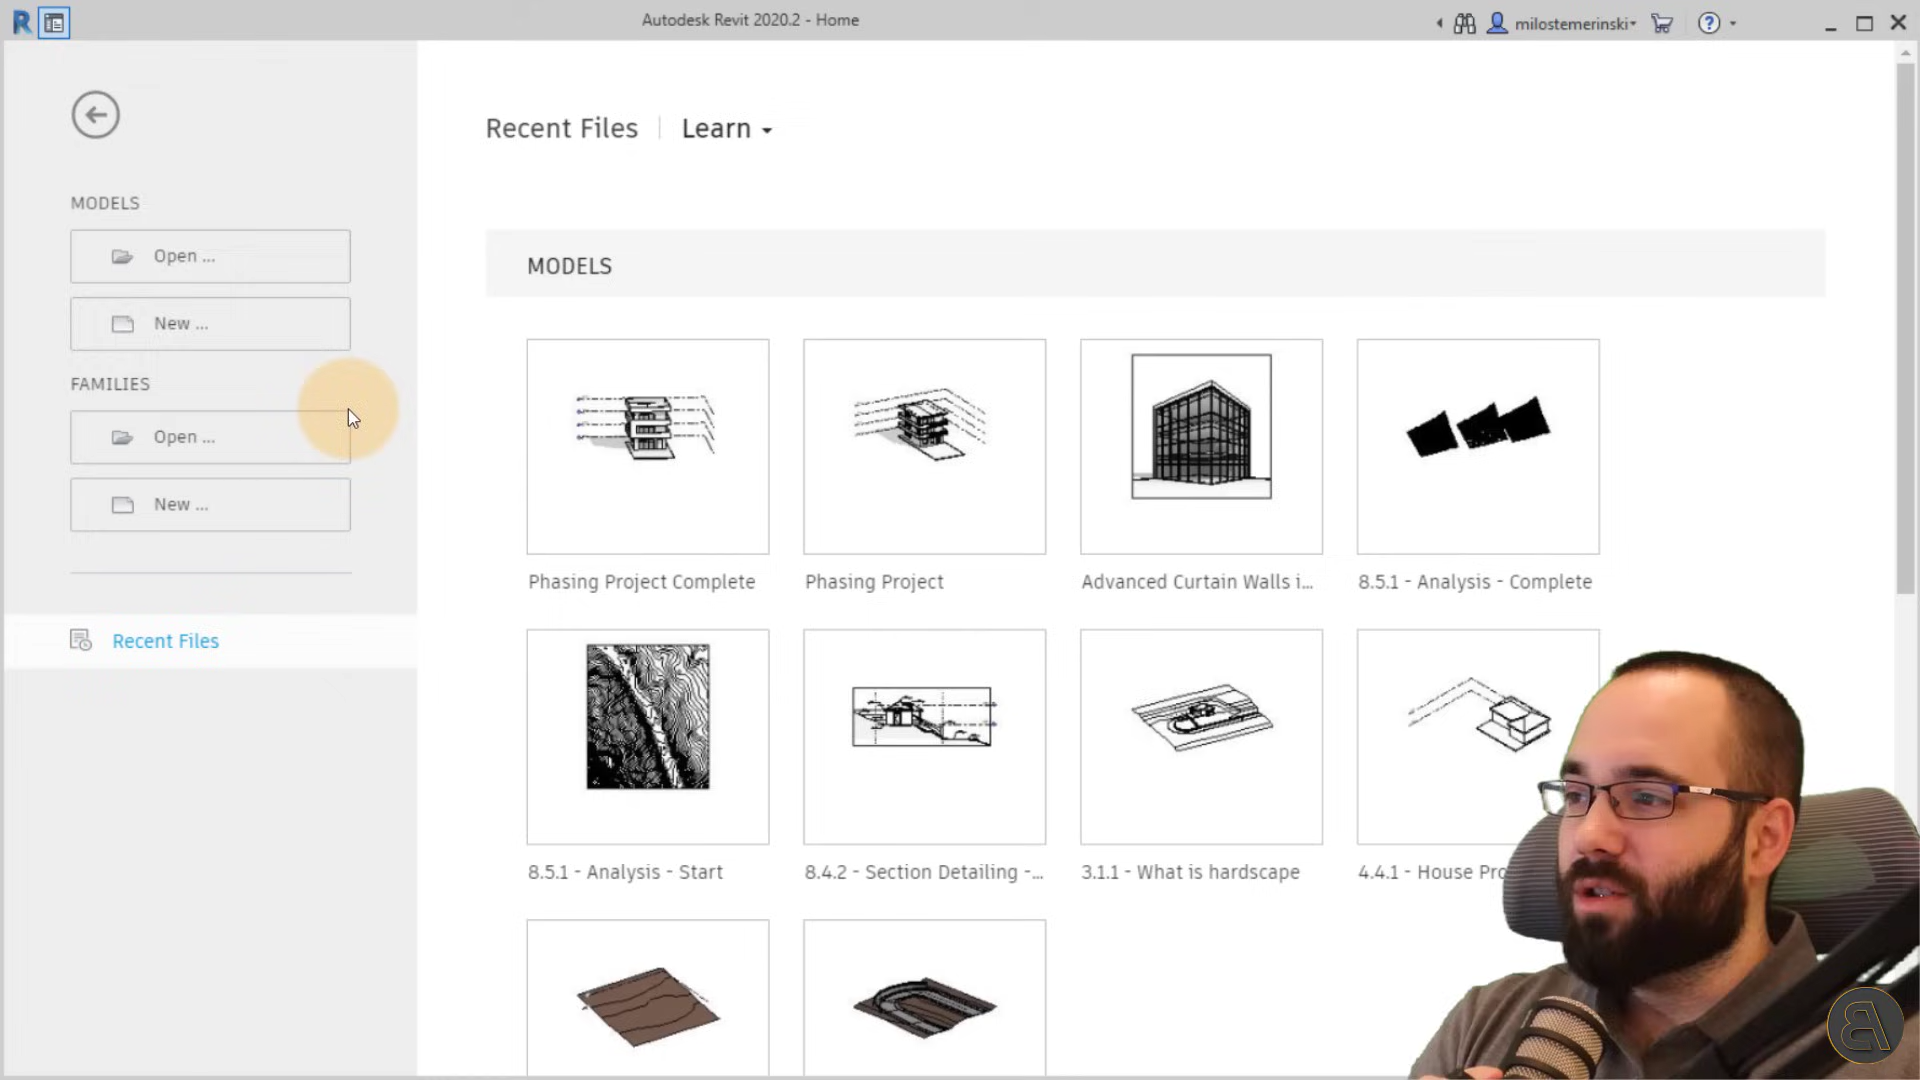 Autodesk Revit 2020.2 - Home
milostemerinski
Recent Files
Learn
MODELS
Open ...
New ...
FAMILIES
Open ...
New ...
Recent Files
MODELS
Phasing Project Complete
Phasing Project
Advanced Curtain Walls i...
8.5.1 - Analysis - Complete
8.5.1 - Analysis - Start
8.4.2 - Section Detailing -...
3.1.1 - What is hardscape
4.4.1 - House Pro